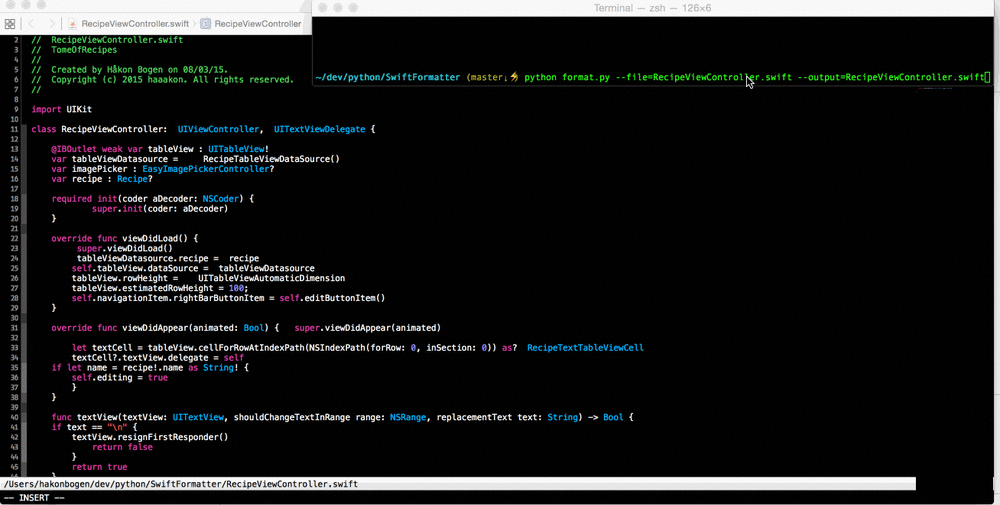 Terminal — zsh — 126×6
RecipeViewController.swift RecipeViewController
~/dev/python/SwiftFormatter (master↓⚡ python format.py --file=RecipeViewController.swift --output=RecipeViewController.swift
2 // RecipeViewController.swift
3 // TomeOfRecipes
4 //
5 // Created by Håkon Bogen on 08/03/15.
6 // Copyright (c) 2015 haaakon. All rights reserved.
7 //
8
9 import UIKit
10
11 class RecipeViewController:  UIViewController,  UITextViewDelegate {
12
13     @IBOutlet weak var tableView : UITableView!
14     var tableViewDatasource =     RecipeTableViewDataSource()
15     var imagePicker : EasyImagePickerController?
16     var recipe : Recipe?
17
18     required init(coder aDecoder: NSCoder) {
19             super.init(coder: aDecoder)
20     }
21
22     override func viewDidLoad() {
23          super.viewDidLoad()
24          tableViewDatasource.recipe =  recipe
25         self.tableView.dataSource =  tableViewDatasource
26         tableView.rowHeight =    UITableViewAutomaticDimension
27         tableView.estimatedRowHeight = 100;
28         self.navigationItem.rightBarButtonItem = self.editButtonItem()
29     }
30
31     override func viewDidAppear(animated: Bool) {   super.viewDidAppear(animated)
32
33         let textCell = tableView.cellForRowAtIndexPath(NSIndexPath(forRow: 0, inSection: 0)) as?  RecipeTextTableViewCell
34         textCell?.textView.delegate = self
35     if let name = recipe!.name as String! {
36         self.editing = true
37         }
38     }
39
40     func textView(textView: UITextView, shouldChangeTextInRange range: NSRange, replacementText text: String) -> Bool {
41     if text == "\n" {
42         textView.resignFirstResponder()
43             return false
44         }
45         return true
46     }
/Users/hakonbogen/dev/python/SwiftFormatter/RecipeViewController.swift
-- INSERT --